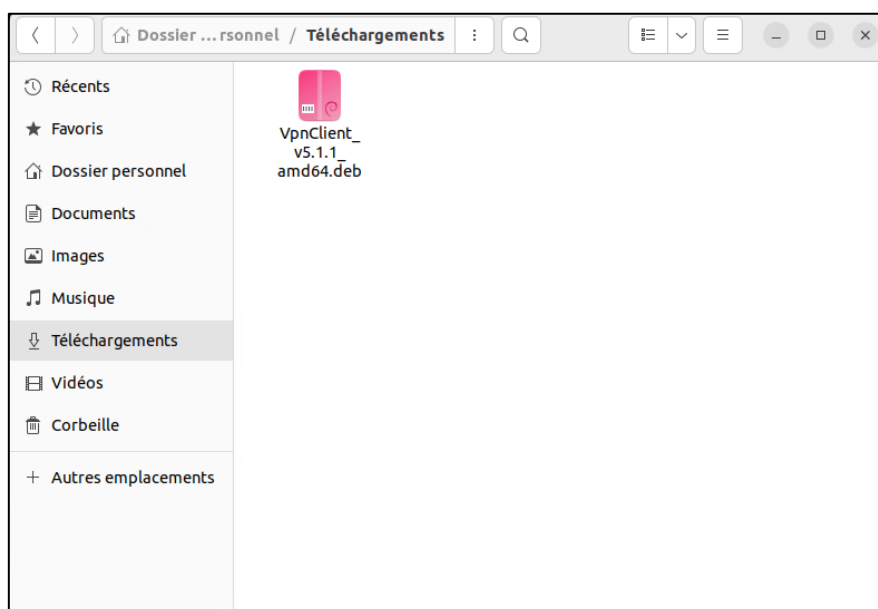 Dossier …rsonnel / Téléchargements
Récents
Favoris
Dossier personnel
Documents
Images
Musique
Téléchargements
Vidéos
Corbeille
+ Autres emplacements
VpnClient_
v5.1.1_
amd64.deb